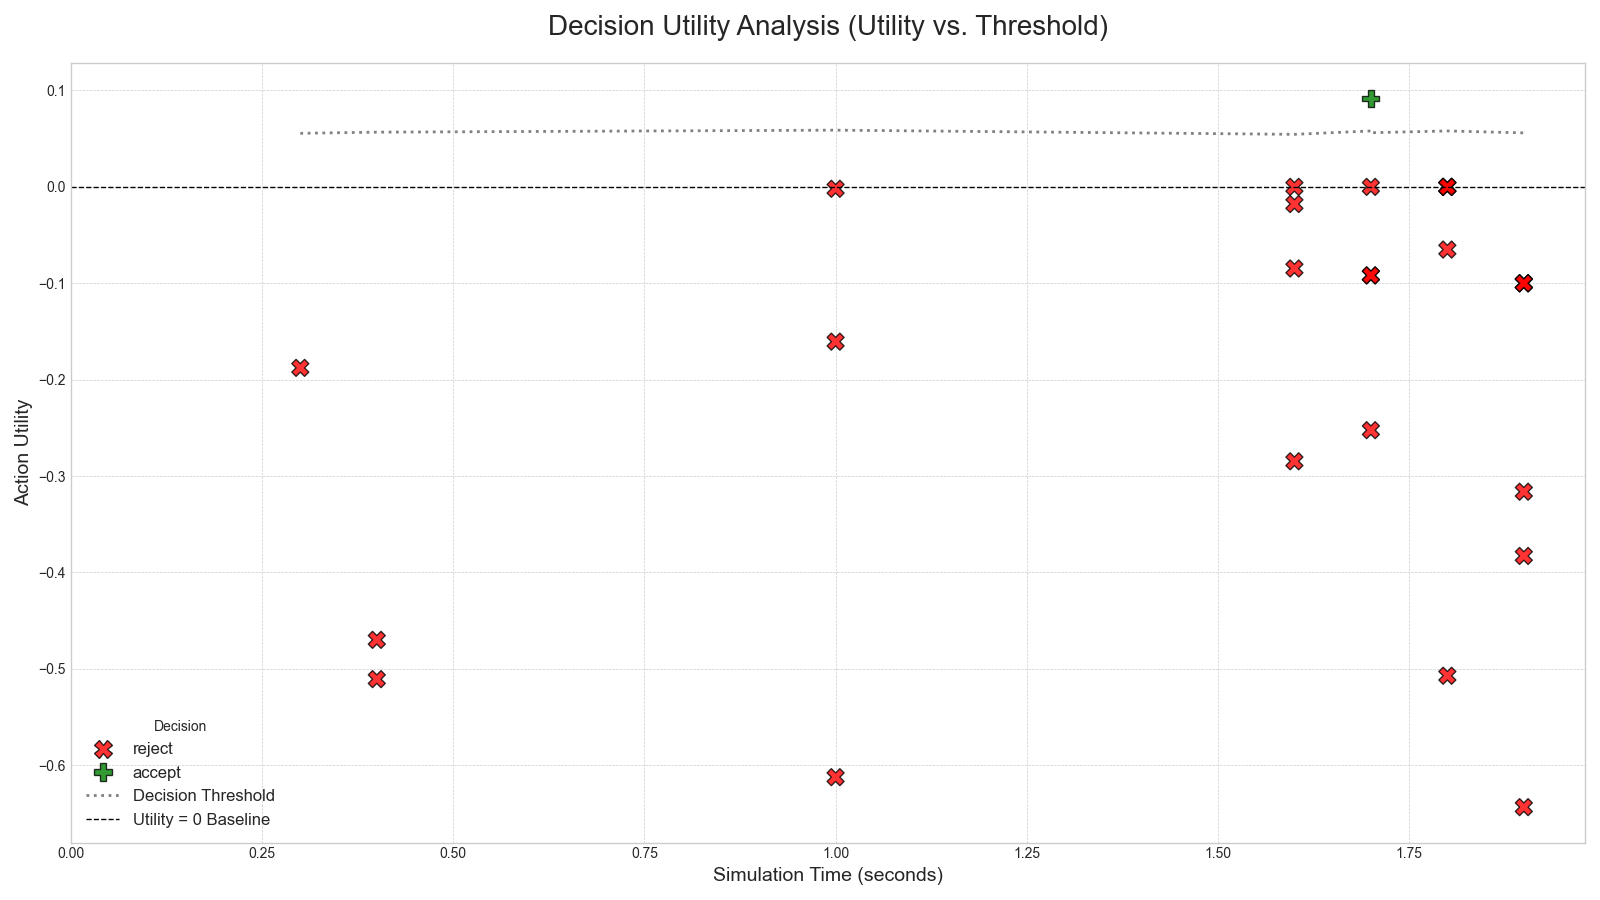 Decision Utility Analysis (Utility vs. Threshold)
0.1
0.0
−0.1
−0.2
−0.3
−0.4
−0.5
−0.6
Action Utility
Decision
reject
accept
Decision Threshold
Utility = 0 Baseline
0.00 0.25 0.50 0.75 1.00 1.25 1.50 1.75
Simulation Time (seconds)